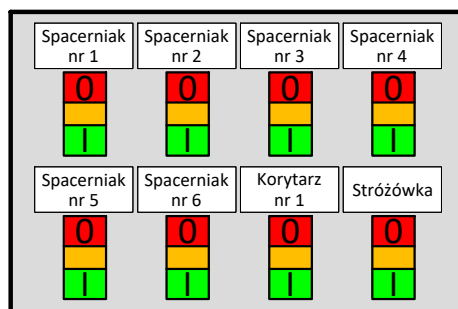 Spacerniak nr 1
Spacerniak nr 2
Spacerniak nr 3
Spacerniak nr 4
0
0
0
0
I
I
I
I
Spacerniak nr 5
Spacerniak nr 6
Korytarz nr 1
Stróżówka
0
0
0
0
I
I
I
I